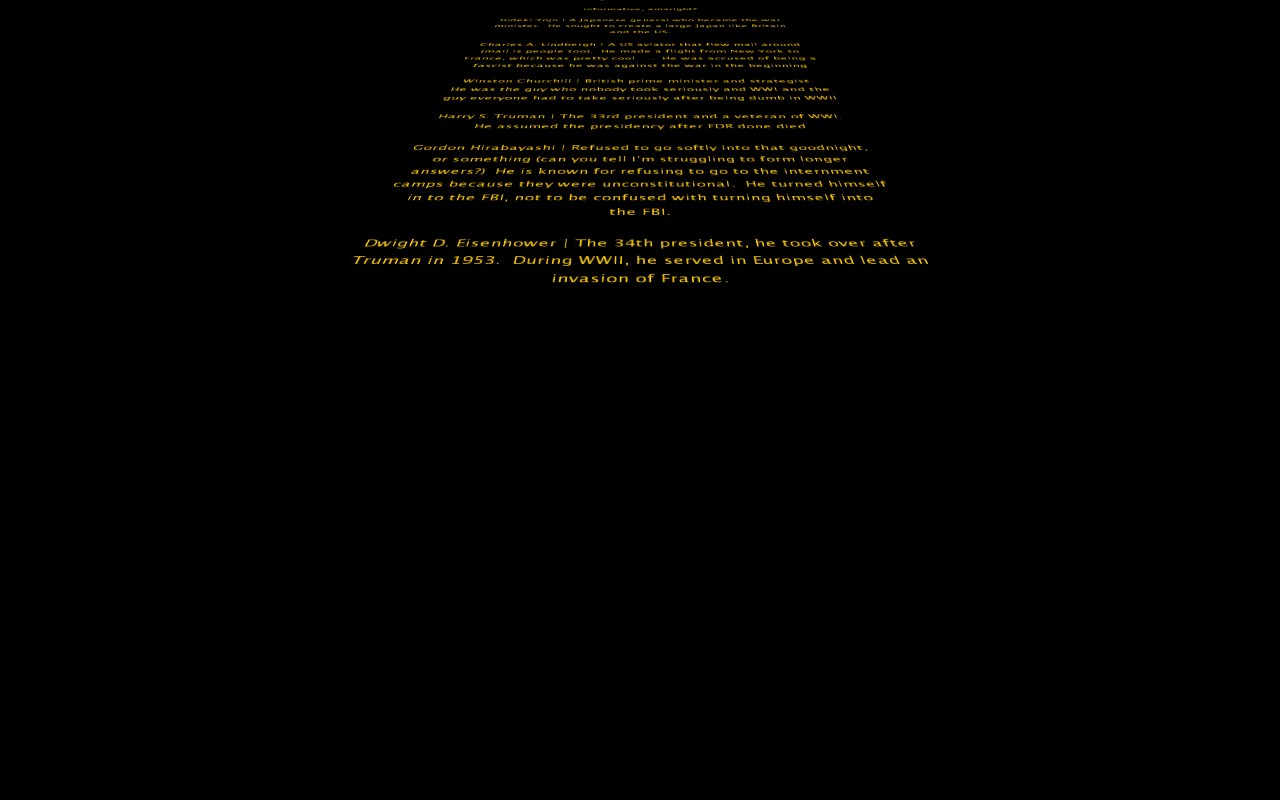 informative, amaright?
Hideki Tojo | A Japanese general who became the war
minister.  He sought to create a large Japan like Britain
and the US.
Charles A. Lindbergh | A US aviator that flew mail around
(mail is people too).  He made a flight from New York to
France, which was pretty cool  ...  He was accused of being a
fascist because he was against the war in the beginning
Winston Churchill | British prime minister and strategist
He was the guy who nobody took seriously and WWI and the
guy everyone had to take seriously after being dumb in WWII
Harry S. Truman | The 33rd president and a veteran of WWI.
He assumed the presidency after FDR done died
Gordon Hirabayashi | Refused to go softly into that goodnight,
or something (can you tell I'm struggling to form longer
answers?)  He is known for refusing to go to the internment
camps because they were unconstitutional.  He turned himself
in to the FBI, not to be confused with turning himself into
the FBI.
Dwight D. Eisenhower | The 34th president, he took over after
Truman in 1953.  During WWII, he served in Europe and lead an
invasion of France.